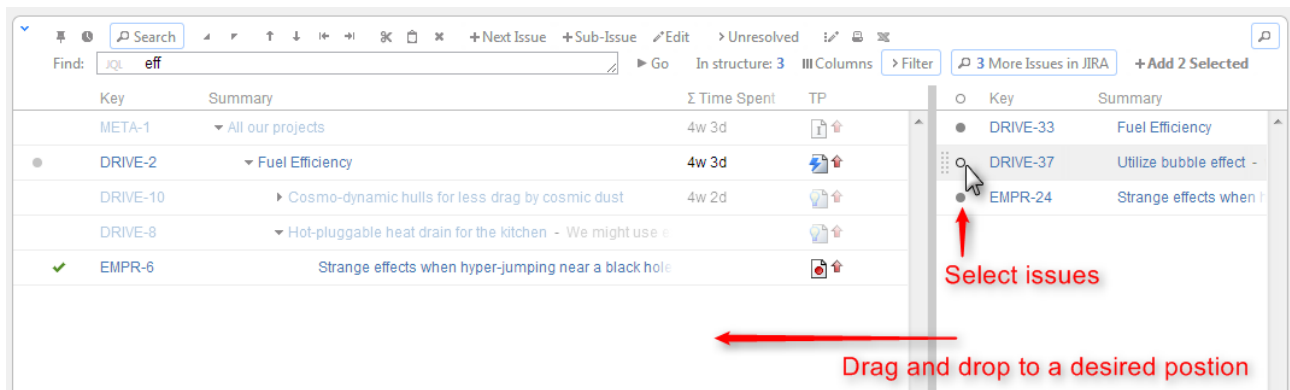 Search +Next Issue +Sub-Issue Edit >Unresolved
Find: JQL eff Go In structure: 3 Columns >Filter 3 More Issues in JIRA +Add 2 Selected
Key Summary Σ Time Spent TP Key Summary
META-1 All our projects 4w 3d DRIVE-33 Fuel Efficiency
DRIVE-2 Fuel Efficiency 4w 3d DRIVE-37 Utilize bubble effect -
DRIVE-10 Cosmo-dynamic hulls for less drag by cosmic dust 4w 2d EMPR-24 Strange effects when h
DRIVE-8 Hot-pluggable heat drain for the kitchen - We might use e
EMPR-6 Strange effects when hyper-jumping near a black hole
Select issues
Drag and drop to a desired postion